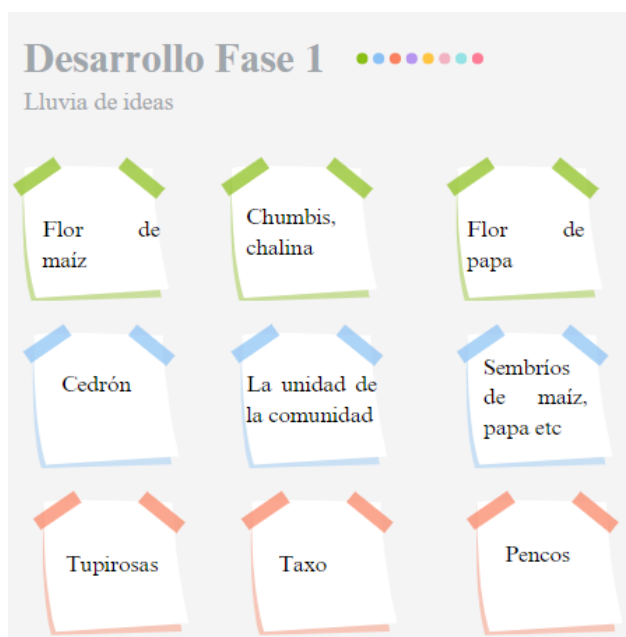 Desarrollo Fase 1
Lluvia de ideas
Flor de
maíz
Chumbis,
chalina
Flor de
papa
Cedrón
La unidad de
la comunidad
Sembríos
de maíz,
papa etc
Tupirosas
Taxo
Pencos